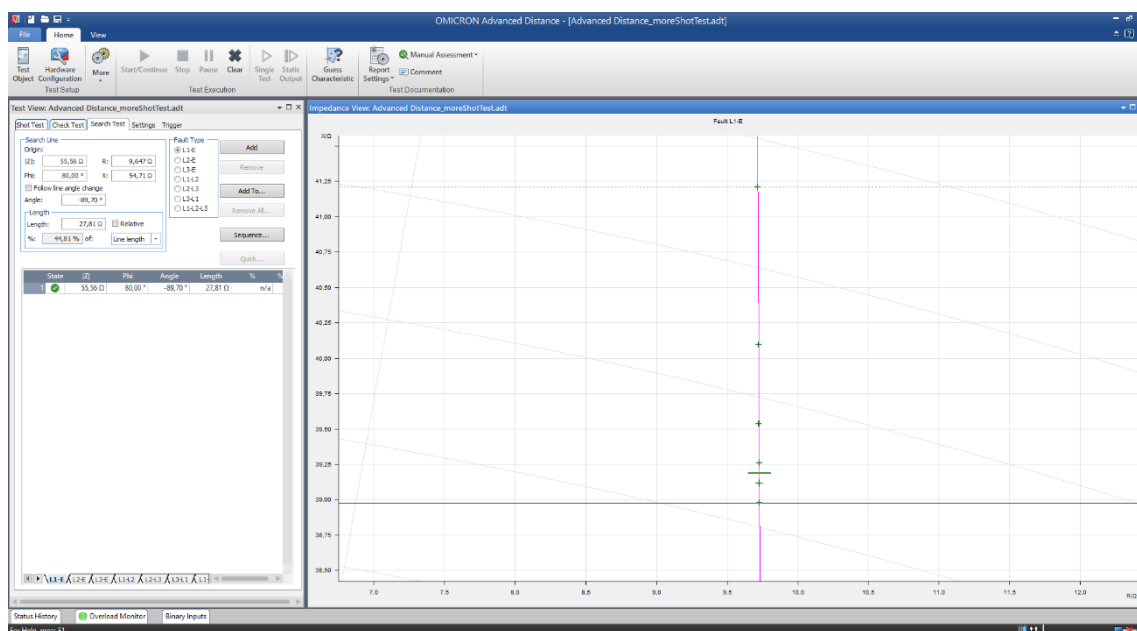 OMICRON Advanced Distance - [Advanced Distance_moreShotTest.adt]
File Home View
Test Object
Hardware Configuration
More
Start/Continue Stop Pause Clear
Single Test
Static Output
Guess Characteristic
Report Settings
Manual Assessment
Comment
Test Setup
Test Execution
Test Documentation
Test View: Advanced Distance_moreShotTest.adt
Shot Test Check Test Search Test Settings Trigger
Search Line
Origin:
|Z|: 55,56 Ω R: 9,647 Ω
Phi: 80,00 ° X: 54,71 Ω
Follow line angle change
Angle: -89,70 °
Length
Length: 27,81 Ω Relative
%: 44,81 % of: Line length
Fault Type
L1-E
L2-E
L3-E
L1-L2
L2-L3
L3-L1
L1-L2-L3
Add
Remove
Add To...
Remove All...
Sequence...
Quick...
State |Z| Phi Angle Length % %
1 55,56 Ω 80,00 ° -89,70 ° 27,81 Ω n/a
L1-E L2-E L3-E L1-L2 L2-L3 L3-L1 L1-
Impedance View: Advanced Distance_moreShotTest.adt
Fault L1-E
X/Ω
41,25
41,00
40,75
40,50
40,25
40,00
39,75
39,50
39,25
39,00
38,75
38,50
7,0 7,5 8,0 8,5 9,0 9,5 10,0 10,5 11,0 11,5 12,0
R/Ω
Status History Overload Monitor Binary Inputs
For Help, press F1